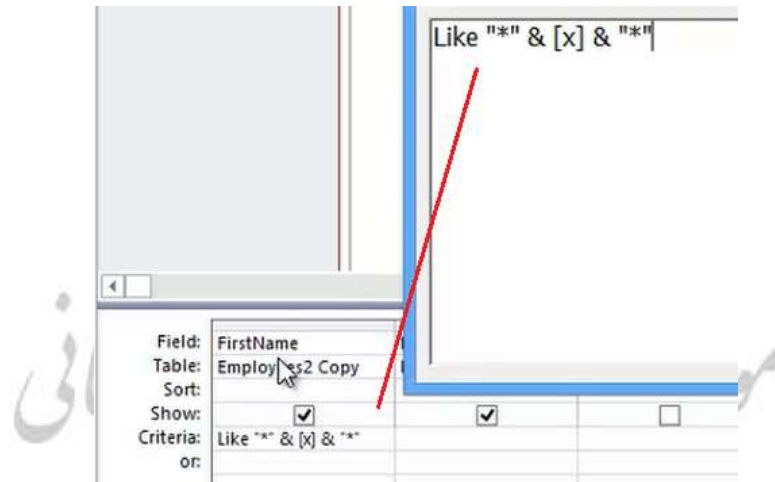 Like "*" & [x] & "*"
Field: FirstName
Table: Employees2 Copy
Sort:
Show:
Criteria: Like "*" & [x] & "*"
or: